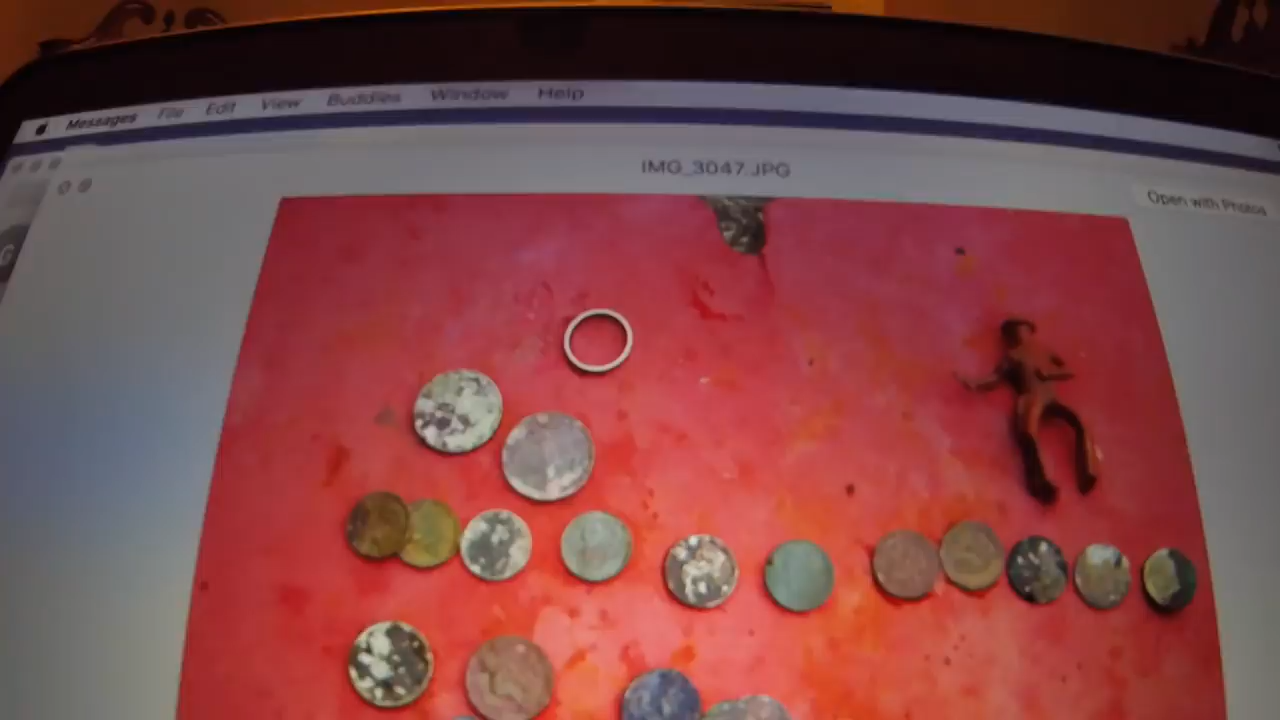 Messages File Edit View Buddies Window Help
IMG_3047.JPG
Open with Photos
G